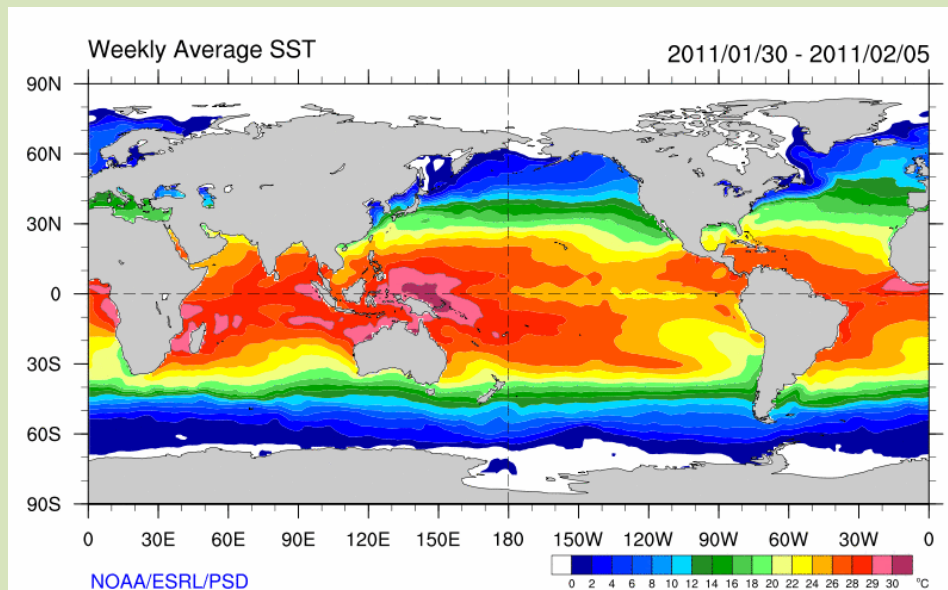 Weekly Average SST 2011/01/30 - 2011/02/05
90N
60N
30N
0
30S
60S
90S
0 30E 60E 90E 120E 150E 180 150W 120W 90W 60W 30W 0
0 2 4 6 8 10 12 14 16 18 20 22 24 26 28 29 30 °C
NOAA/ESRL/PSD